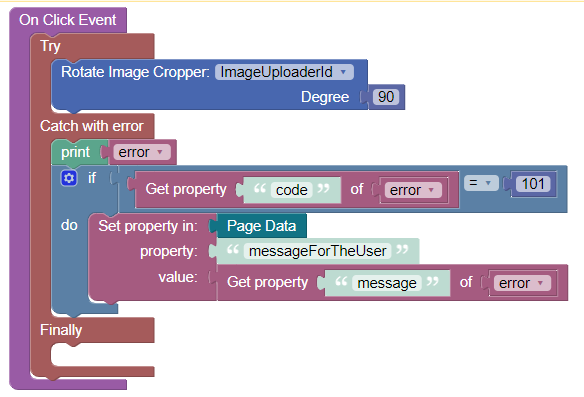 On Click Event
Try
Rotate Image Cropper: ImageUploaderId
Degree 90
Catch with error
print error
if Get property “ code ” of error = 101
do Set property in: Page Data
property: “ messageForTheUser ”
value: Get property “ message ” of error
Finally